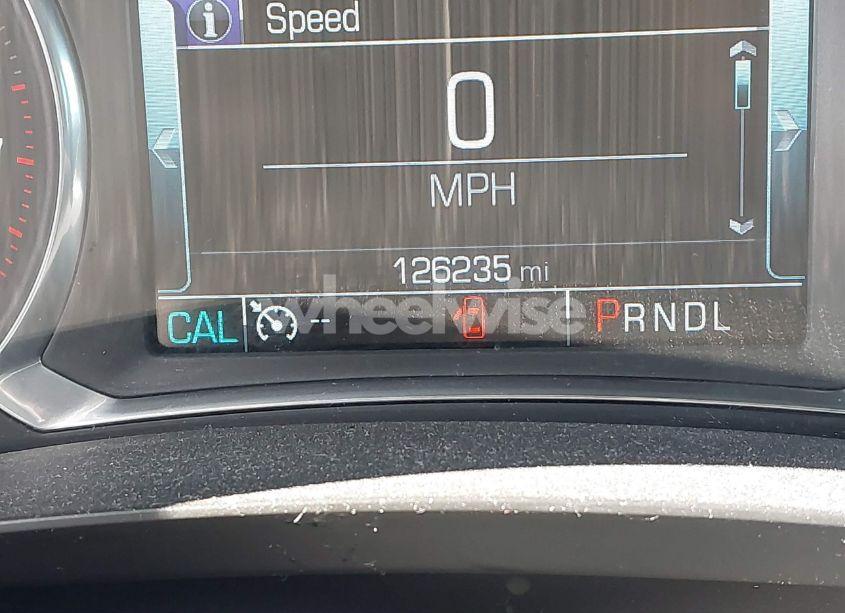 Speed
0
MPH
126235 mi
CAL -- PRNDL
wheelwise